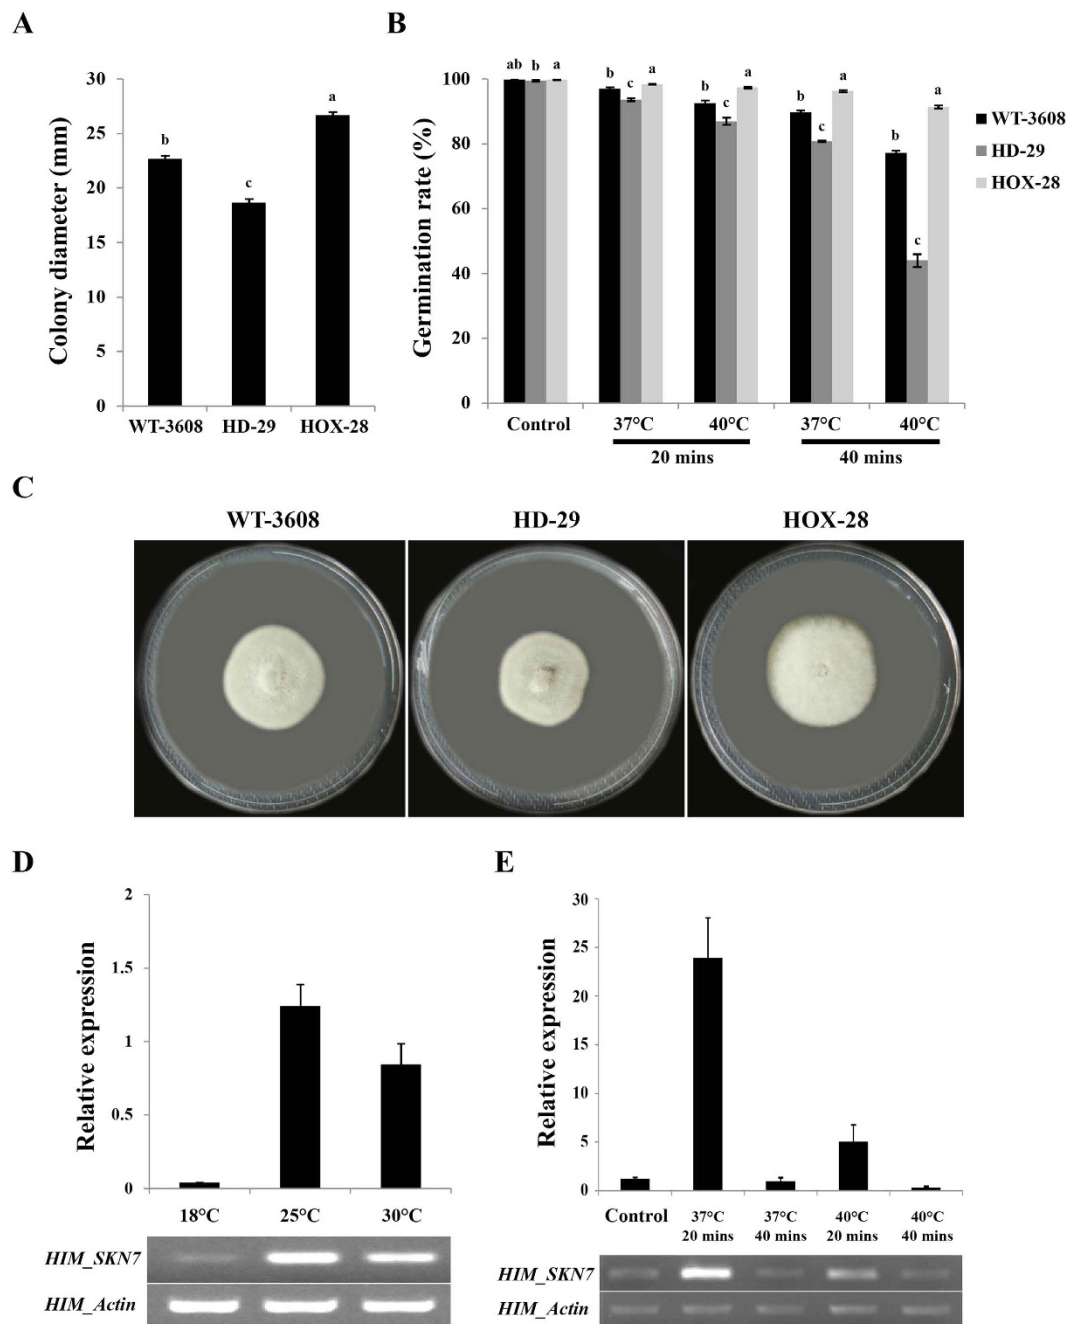 A
Colony diameter (mm)
30
25
20
15
10
5
0
b
c
a
WT-3608 HD-29 HOX-28
B
Germination rate (%)
100
80
60
40
20
0
ab b a
b c a
b c a
b c a
b c a
Control 37°C 40°C 37°C 40°C
20 mins 40 mins
WT-3608
HD-29
HOX-28
C
WT-3608 HD-29 HOX-28
D
Relative expression
2
1.5
1
0.5
0
18°C 25°C 30°C
HIM_SKN7
HIM_Actin
E
Relative expression
30
25
20
15
10
5
0
Control 37°C 37°C 40°C 40°C
20 mins 40 mins 20 mins 40 mins
HIM_SKN7
HIM_Actin